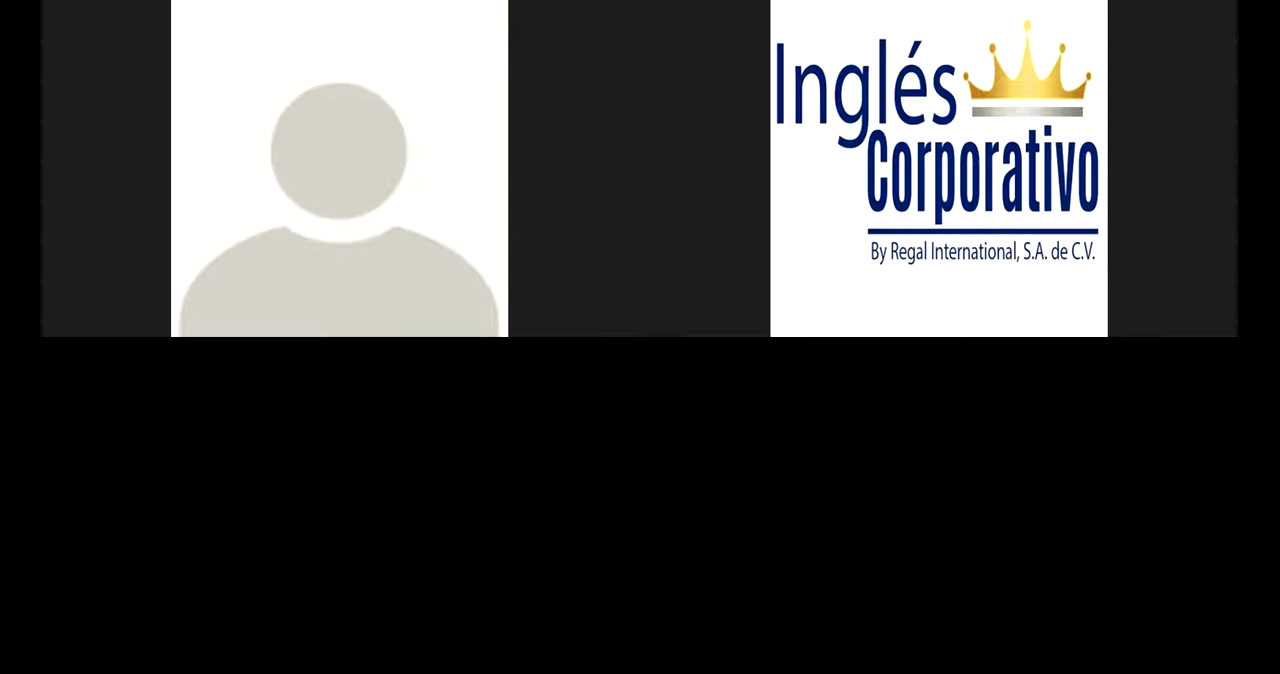 Inglés
Corporativo
By Regal International, S.A. de C.V.